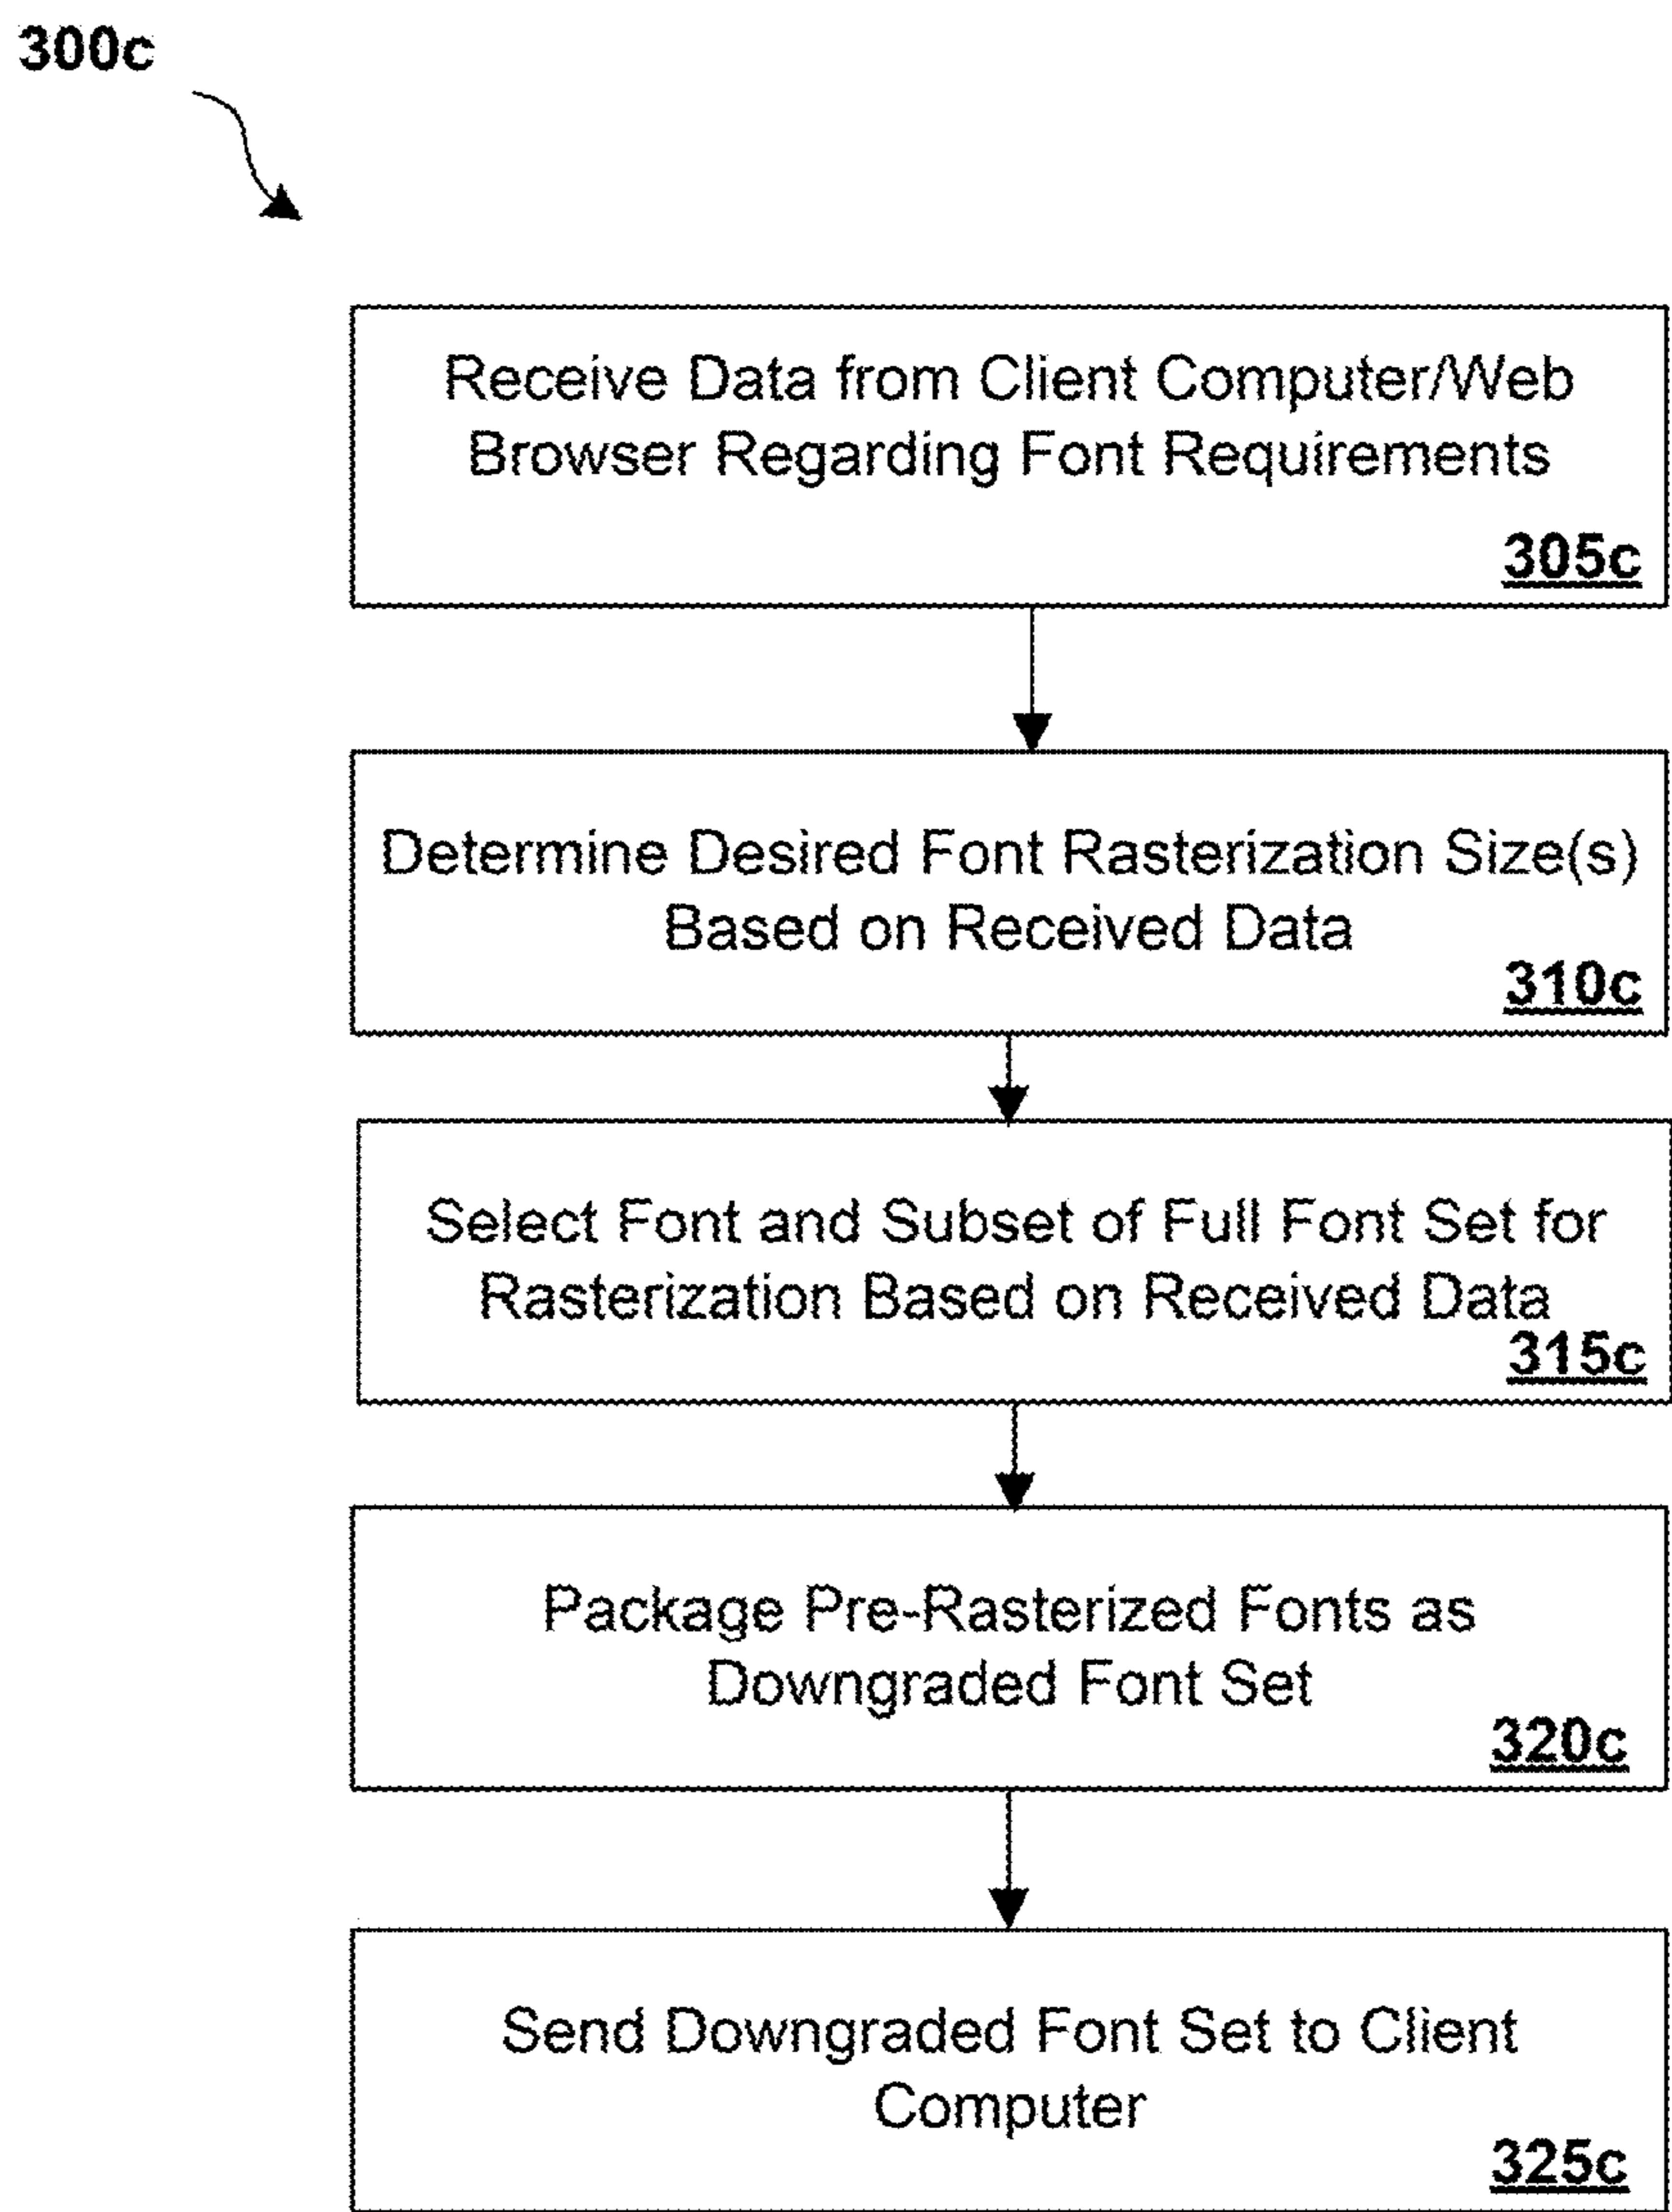 300c
Receive Data from Client Computer/Web
Browser Regarding Font Requirements
305c
Determine Desired Font Rasterization Size(s)
Based on Received Data
310c
Select Font and Subset of Full Font Set for
Rasterization Based on Received Data
315c
Package Pre-Rasterized Fonts as
Downgraded Font Set
320c
Send Downgraded Font Set to Client
Computer
325c